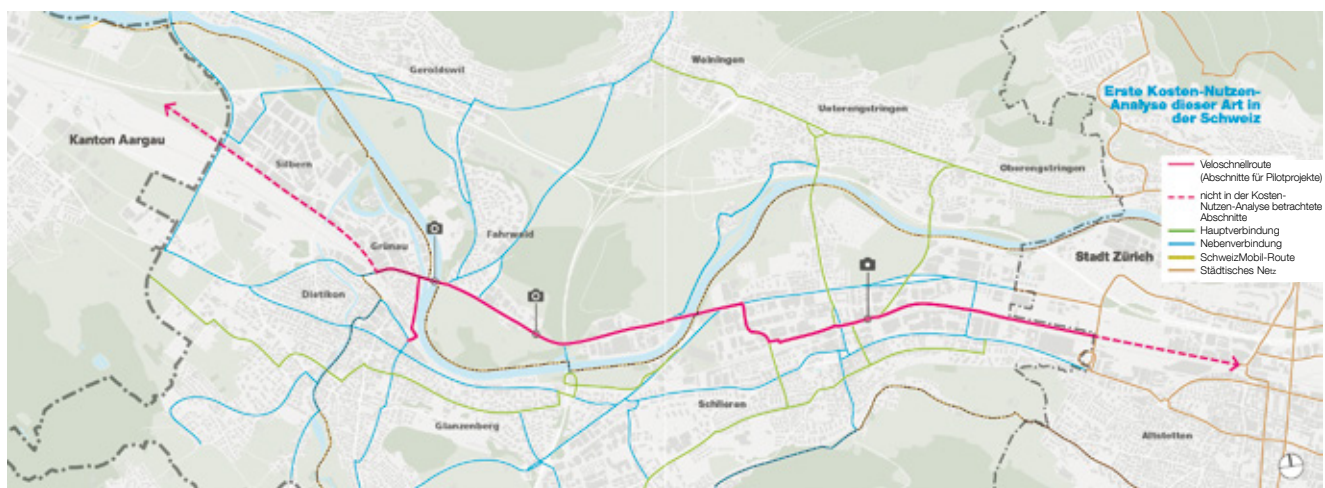 Geroldswil
Weiningen
Unterengstringen
Erste Kosten-Nutzen-
Analyse dieser Art in
der Schweiz
Kanton Aargau
Silbern
Oberengstringen
Veloschnellroute
(Abschnitte für Pilotprojekte)
nicht in der Kosten-
Nutzen-Analyse betrachtete
Abschnitte
Hauptverbindung
Nebenverbindung
SchweizMobil-Route
Städtisches Netz
Grünau
Fahrweid
Stadt Zürich
Dietikon
Schlieren
Glanzenberg
Altstetten